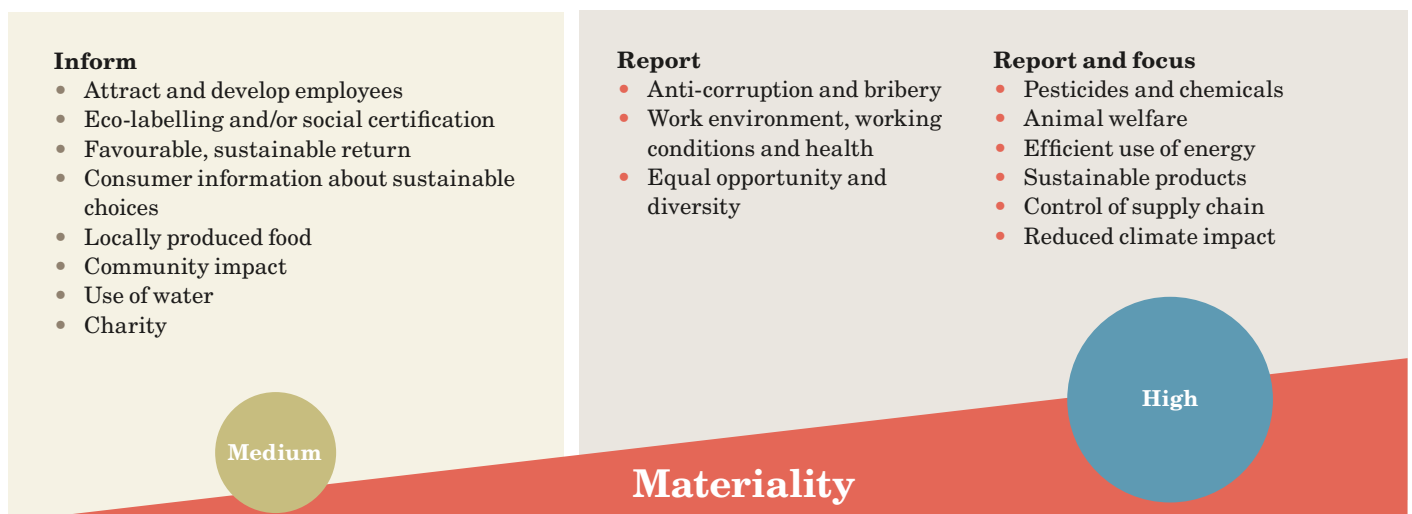 Inform
• Attract and develop employees
• Eco-labelling and/or social certification
• Favourable, sustainable return
• Consumer information about sustainable
choices
• Locally produced food
• Community impact
• Use of water
• Charity
Medium
Report
• Anti-corruption and bribery
• Work environment, working
conditions and health
• Equal opportunity and
diversity
Report and focus
• Pesticides and chemicals
• Animal welfare
• Efficient use of energy
• Sustainable products
• Control of supply chain
• Reduced climate impact
High
Materiality